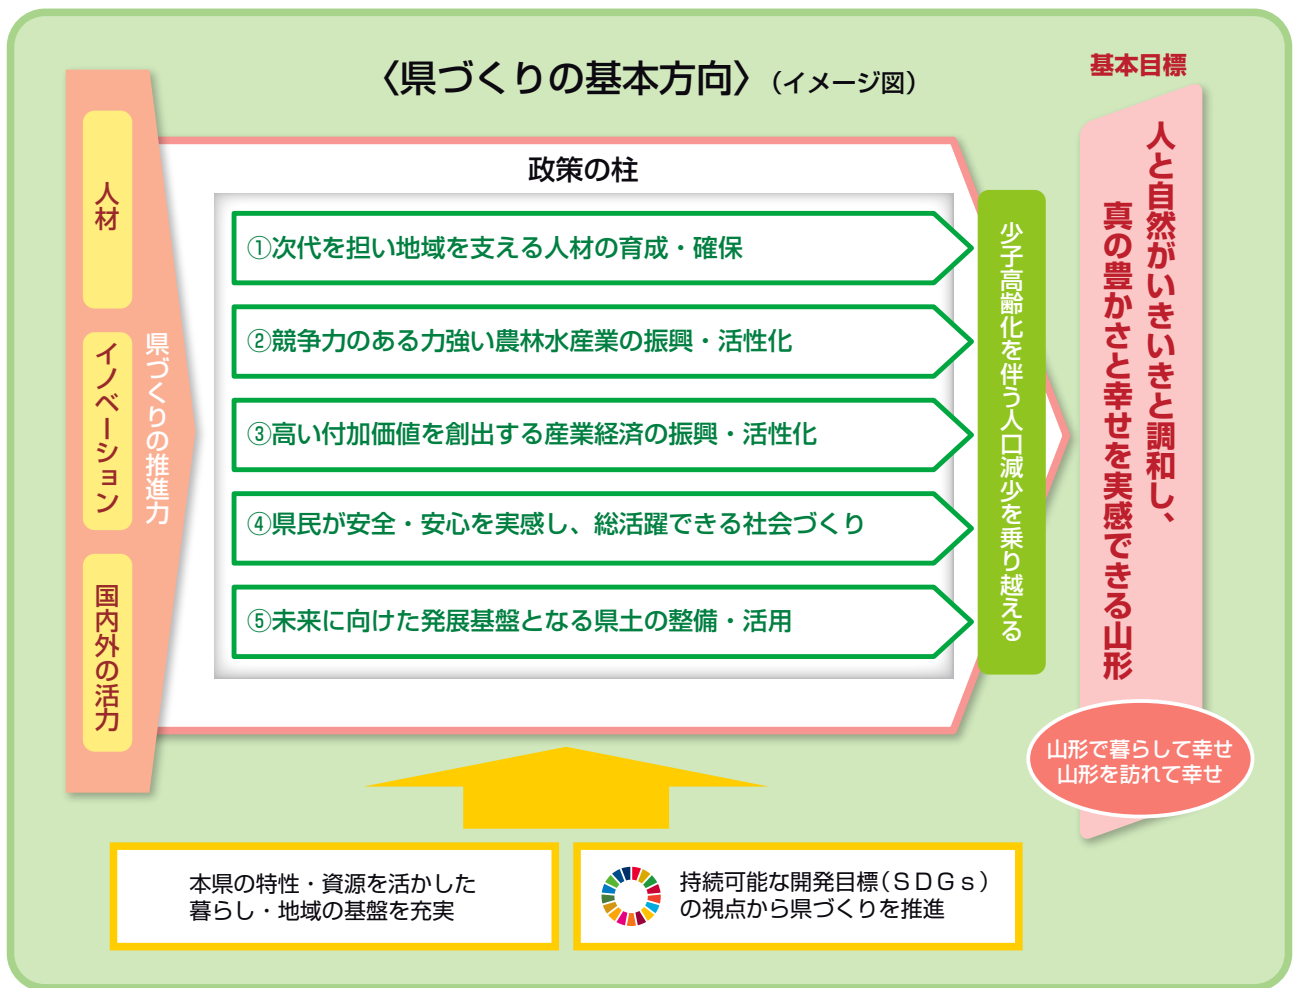 〈県づくりの基本方向〉（イメージ図）
基本目標
人と自然がいきいきと調和し、
真の豊かさと幸せを実感できる山形
山形で暮らして幸せ
山形を訪れて幸せ
人材
イノベーション
国内外の活力
県づくりの推進力
政策の柱
①次代を担い地域を支える人材の育成・確保
②競争力のある力強い農林水産業の振興・活性化
③高い付加価値を創出する産業経済の振興・活性化
④県民が安全・安心を実感し、総活躍できる社会づくり
⑤未来に向けた発展基盤となる県土の整備・活用
少子高齢化を伴う人口減少を乗り越える
本県の特性・資源を活かした
暮らし・地域の基盤を充実
持続可能な開発目標（ＳＤＧｓ）
の視点から県づくりを推進